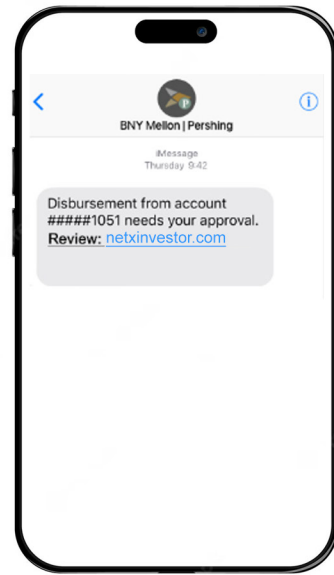 BNY Mellon | Pershing
iMessage
Thursday 9:42
Disbursement from account
#####1051 needs your approval.
Review: netxinvestor.com